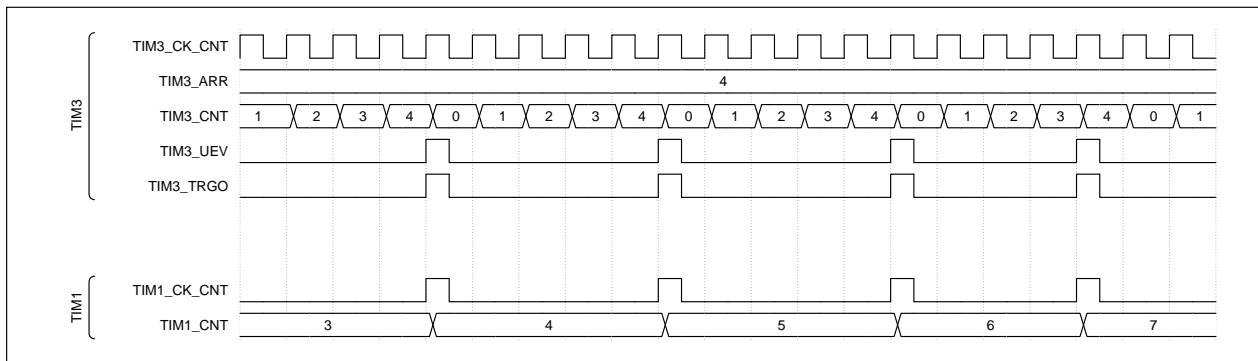 TIM3
TIM3_CK_CNT
TIM3_ARR 4
TIM3_CNT 1 2 3 4 0 1 2 3 4 0 1 2 3 4 0 1 2 3 4 0 1
TIM3_UEV
TIM3_TRGO
TIM1
TIM1_CK_CNT
TIM1_CNT 3 4 5 6 7